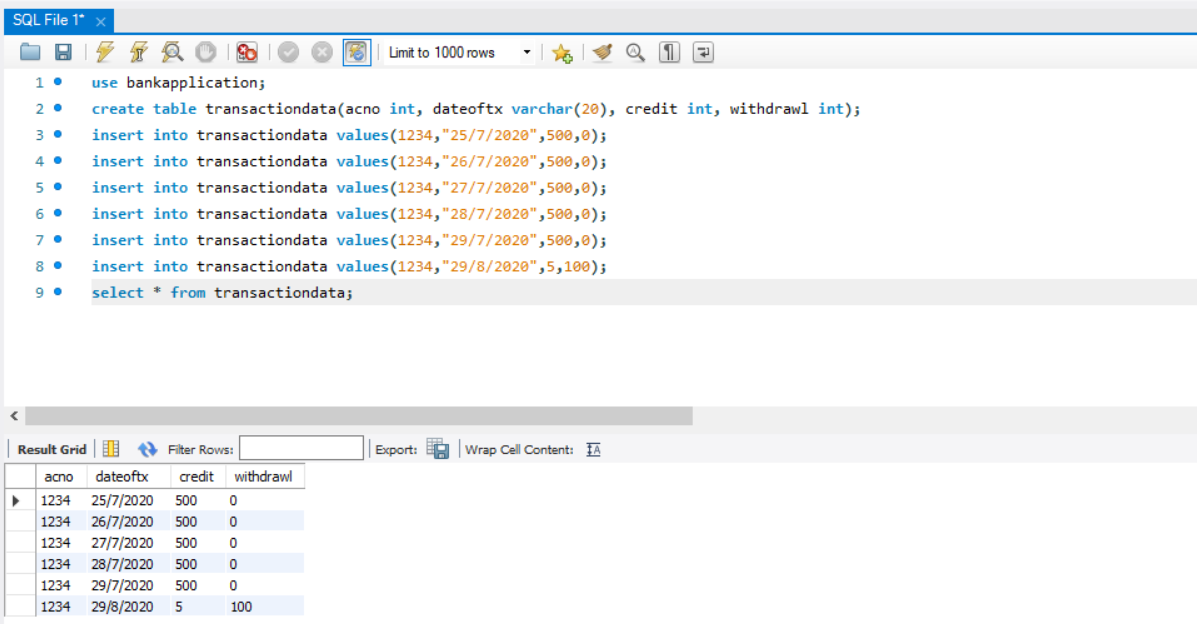 SQL File 1*
Limit to 1000 rows
1 use bankapplication;
2 create table transactiondata(acno int, dateoftx varchar(20), credit int, withdrawl int);
3 insert into transactiondata values(1234,"25/7/2020",500,0);
4 insert into transactiondata values(1234,"26/7/2020",500,0);
5 insert into transactiondata values(1234,"27/7/2020",500,0);
6 insert into transactiondata values(1234,"28/7/2020",500,0);
7 insert into transactiondata values(1234,"29/7/2020",500,0);
8 insert into transactiondata values(1234,"29/8/2020",5,100);
9 select * from transactiondata;
Result Grid Filter Rows: Export: Wrap Cell Content:
acno dateoftx credit withdrawl
1234 25/7/2020 500 0
1234 26/7/2020 500 0
1234 27/7/2020 500 0
1234 28/7/2020 500 0
1234 29/7/2020 500 0
1234 29/8/2020 5 100